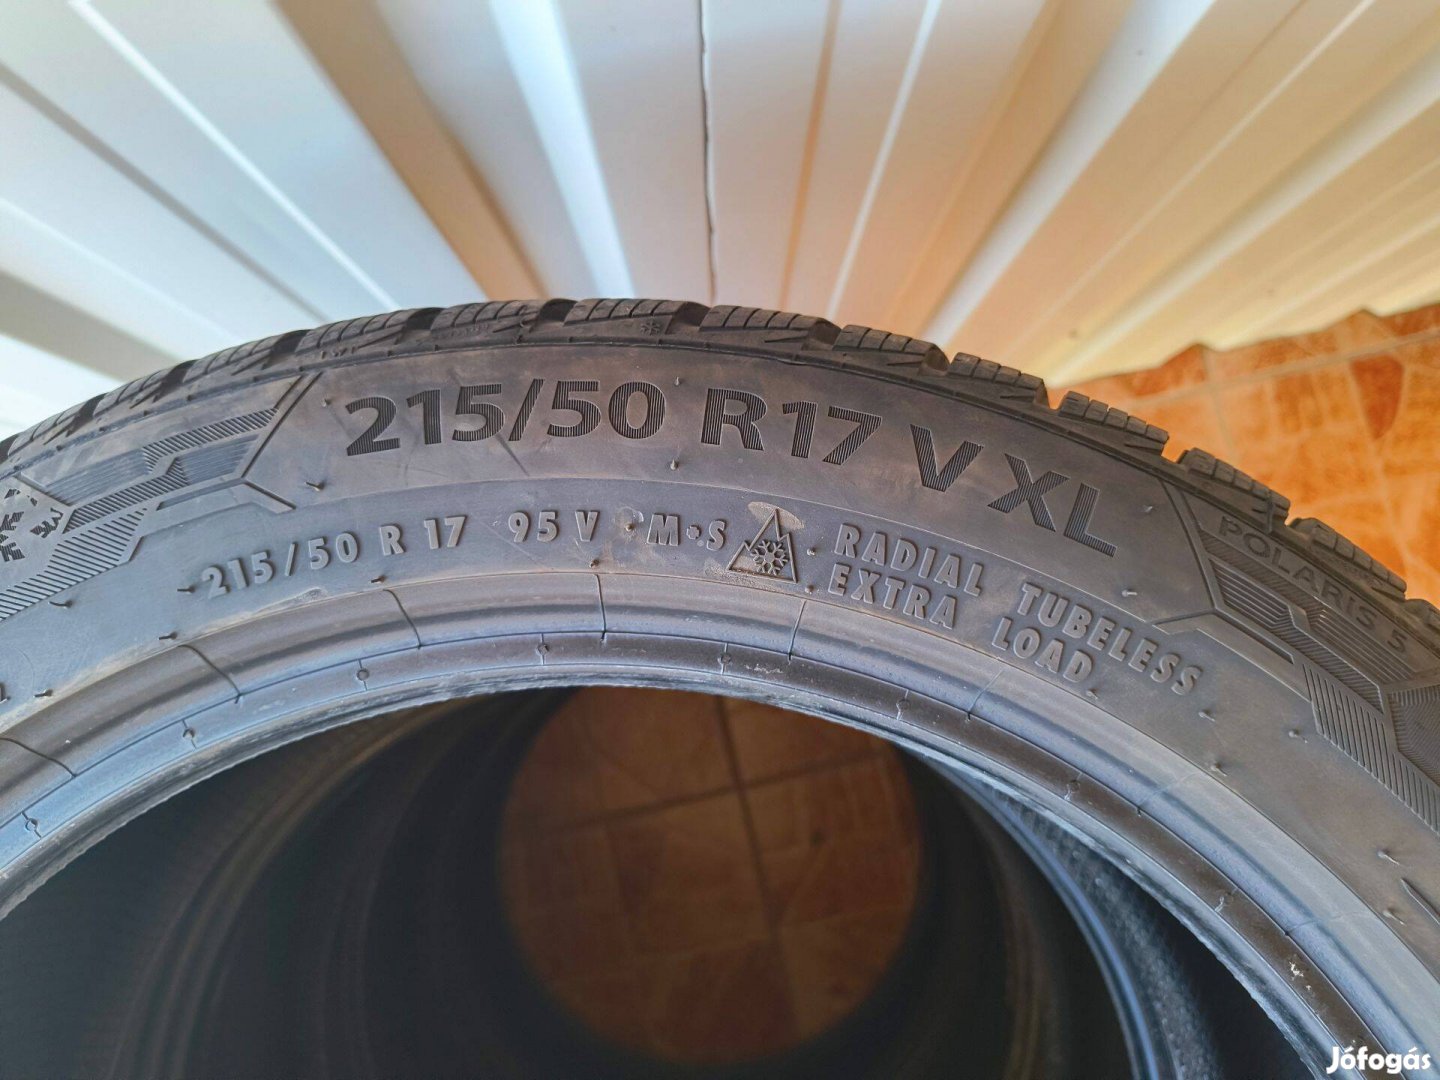 215/50 R17 V XL
215/50 R 17 95 V M+S RADIAL TUBELESS
EXTRA LOAD
POLARIS 5
Jófogás